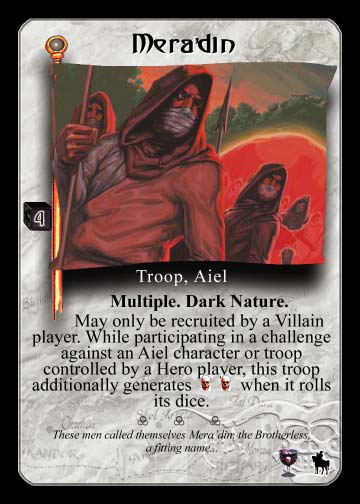 Mera'din
4
Troop, Aiel
Multiple. Dark Nature.
May only be recruited by a Villain
player. While participating in a challenge
against an Aiel character or troop
controlled by a Hero player, this troop
additionally generates when it rolls
its dice.
These men called themselves Mera'din, the Brotherless,
a fitting name...
KANDOR